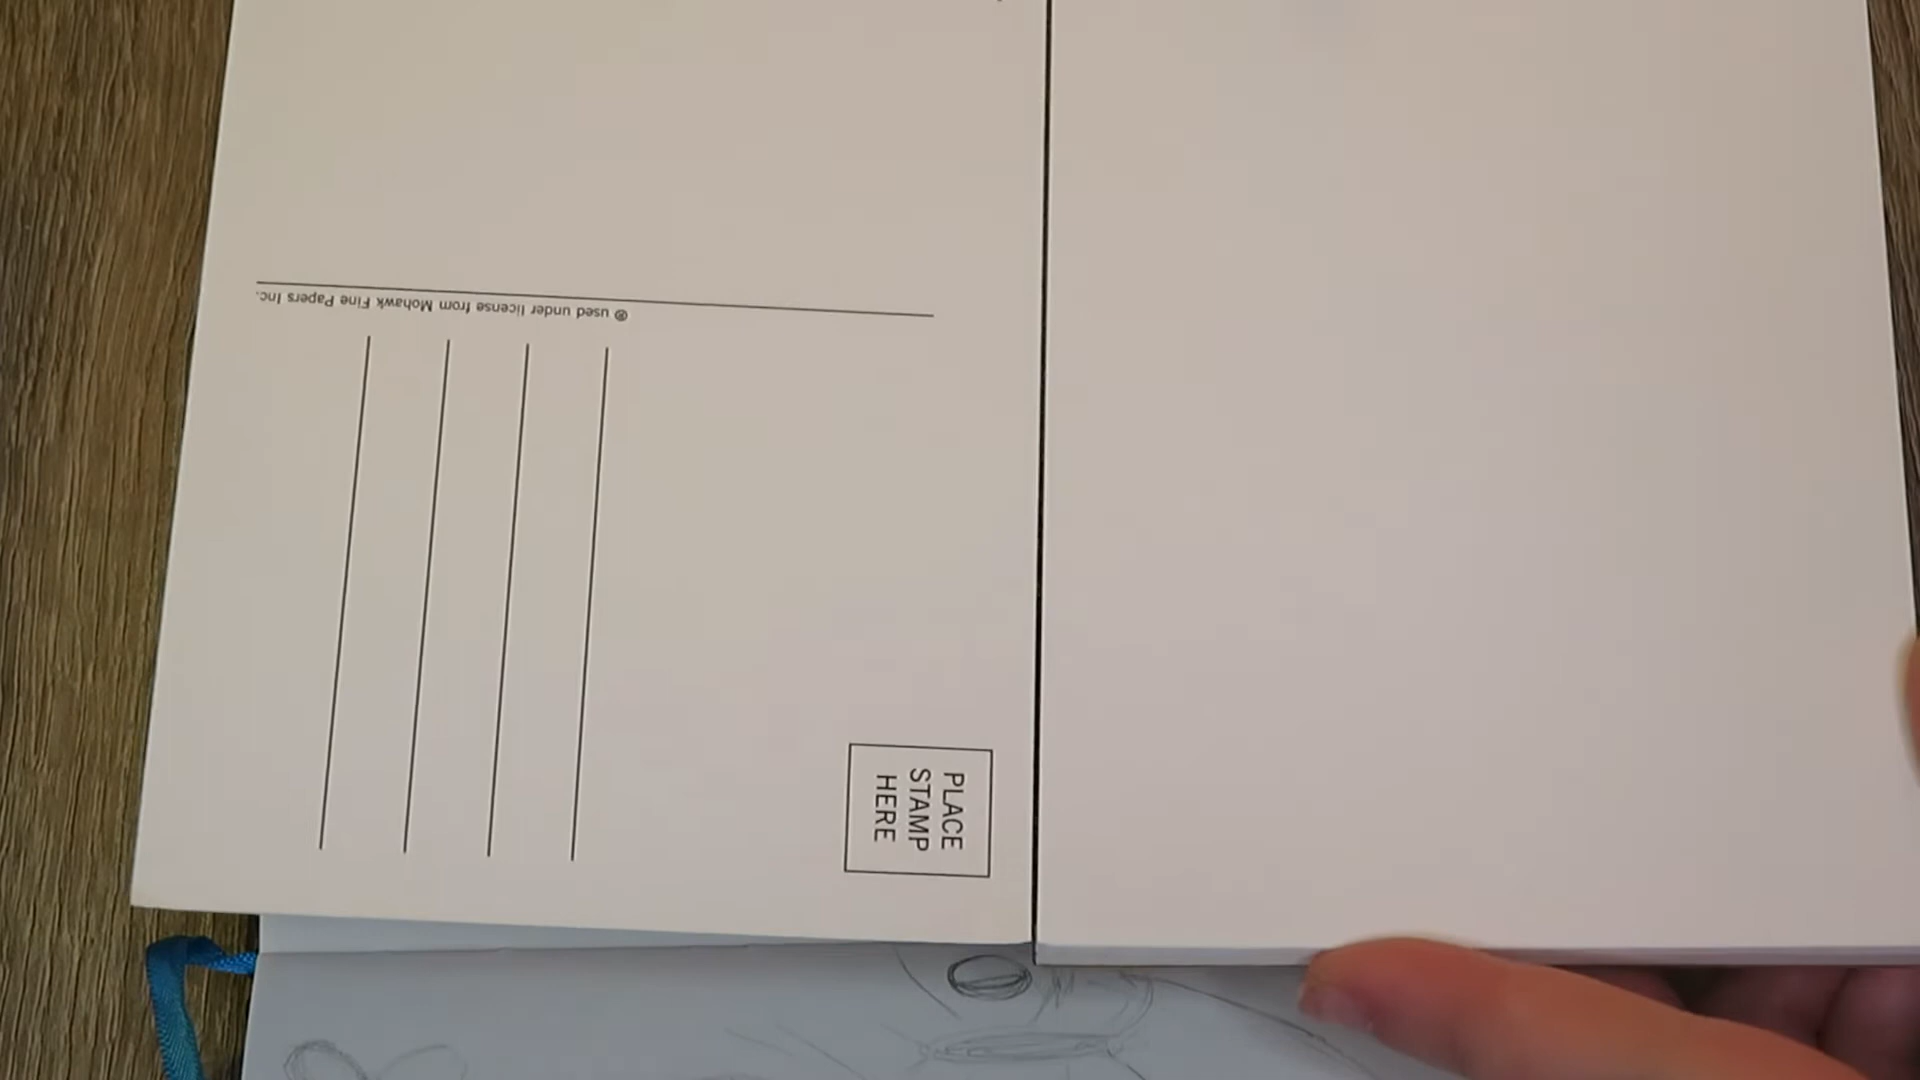 ® used under license from Mohawk Fine Papers Inc.
PLACE
STAMP
HERE